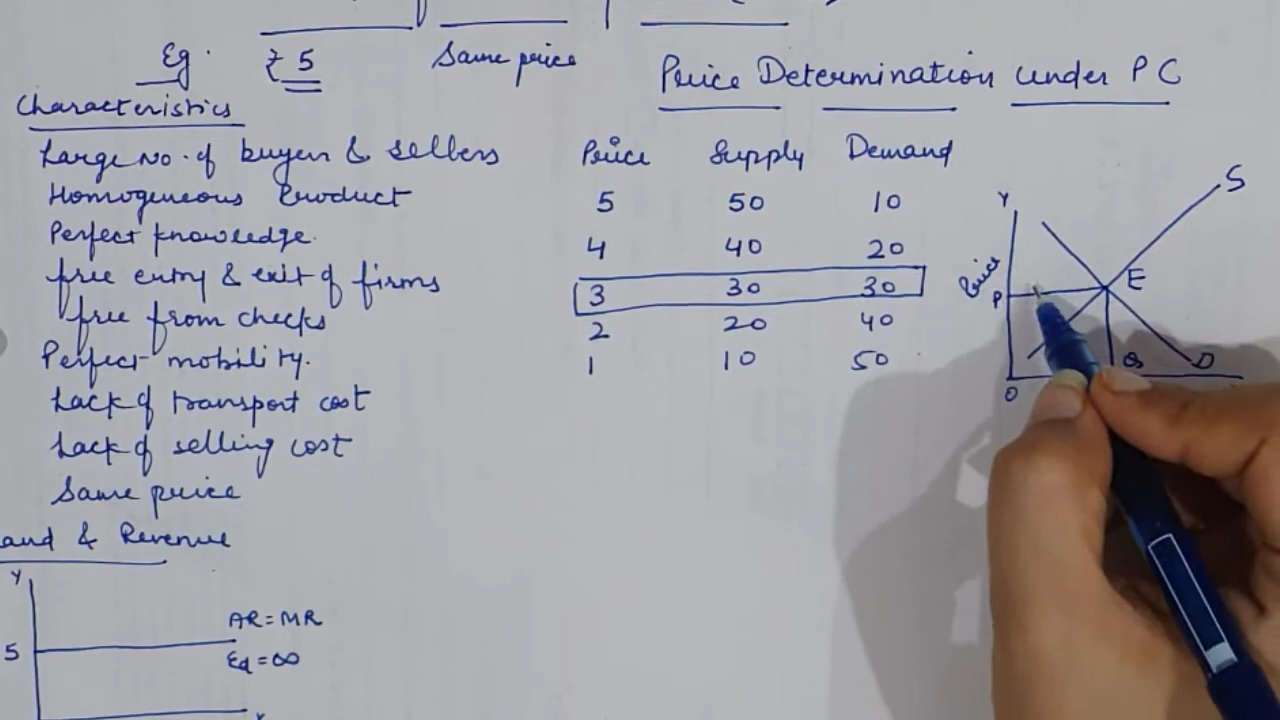 Eg. ₹ 5 Same price
Price Determination under PC
Characteristics
Large No. of buyers & sellers
Homogeneous Product
Perfect knowledge.
free entry & exit of firms
free from checks
Perfect mobility.
Lack of transport cost
Lack of selling cost
Same price
and & Revenue
Y
5
AR=MR
Ed=∞
X
Price Supply Demand
5 50 10
4 40 20
3 30 30
2 20 40
1 10 50
Y
S
Price
P
E
Q
D
O